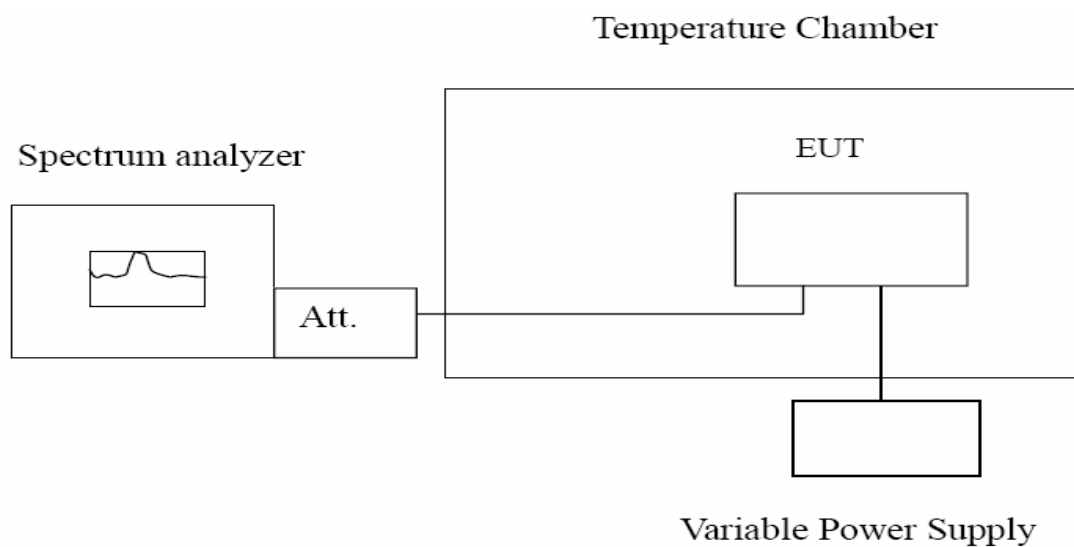 Temperature Chamber
Spectrum analyzer
EUT
Att.
Variable Power Supply